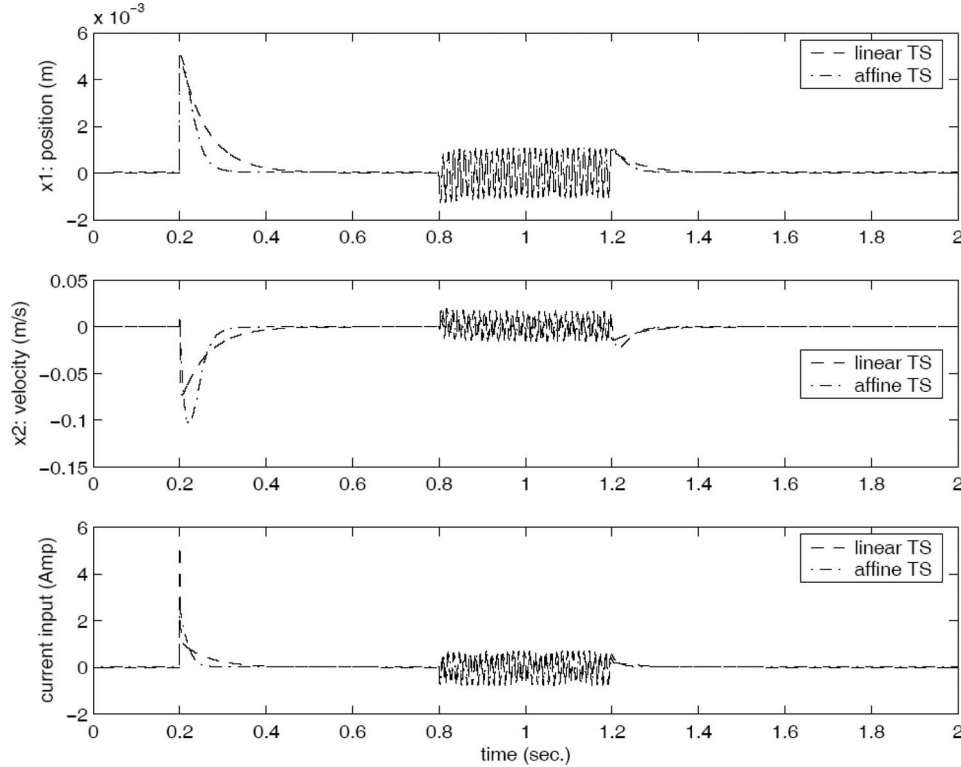 x 10⁻³
6
4
2
0
−2
x1: position (m)
linear TS
affine TS
0 0.2 0.4 0.6 0.8 1 1.2 1.4 1.6 1.8 2
0.05
0
−0.05
−0.1
−0.15
x2: velocity (m/s)
linear TS
affine TS
0 0.2 0.4 0.6 0.8 1 1.2 1.4 1.6 1.8 2
6
4
2
0
−2
current input (Amp)
linear TS
affine TS
0 0.2 0.4 0.6 0.8 1 1.2 1.4 1.6 1.8 2
time (sec.)